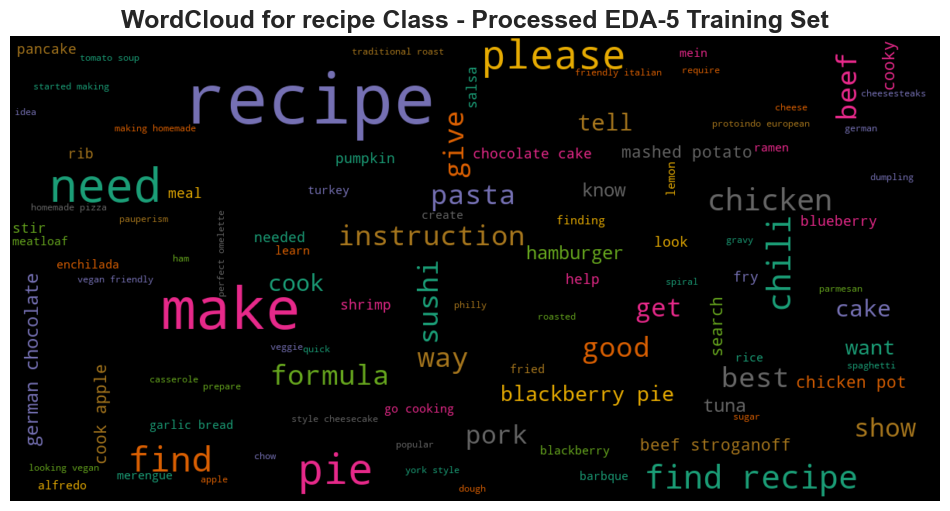 WordCloud for recipe Class - Processed EDA-5 Training Set
pancake
tomato soup
traditional roast
please
mein
cooky
started making
recipe
salsa
friendly italian
require
beef
cheesesteaks
idea
making homemade
give
tell
cheese
protoindo european
german
rib
pumpkin
chocolate cake
mashed potato
ramen
need
meal
turkey
pasta
know
lemon
chicken
dumpling
homemade pizza
pauperism
create
finding
blueberry
stir
meatloaf
perfect omelette
needed
instruction
hamburger
look
gravy
chili
enchilada
ham
learn
vegan friendly
cook
sushi
help
spiral
fry
parmesan
german chocolate
make
shrimp
philly
roasted
get
search
cake
veggie
quick
way
good
want
rice
spaghetti
casserole
prepare
formula
fried
best
chicken pot
cook apple
blackberry pie
tuna
go cooking
style cheesecake
sugar
garlic bread
pork
show
popular
blackberry
beef stroganoff
find
chow
looking vegan
merengue
apple
pie
york style
barbque
find recipe
alfredo
dough